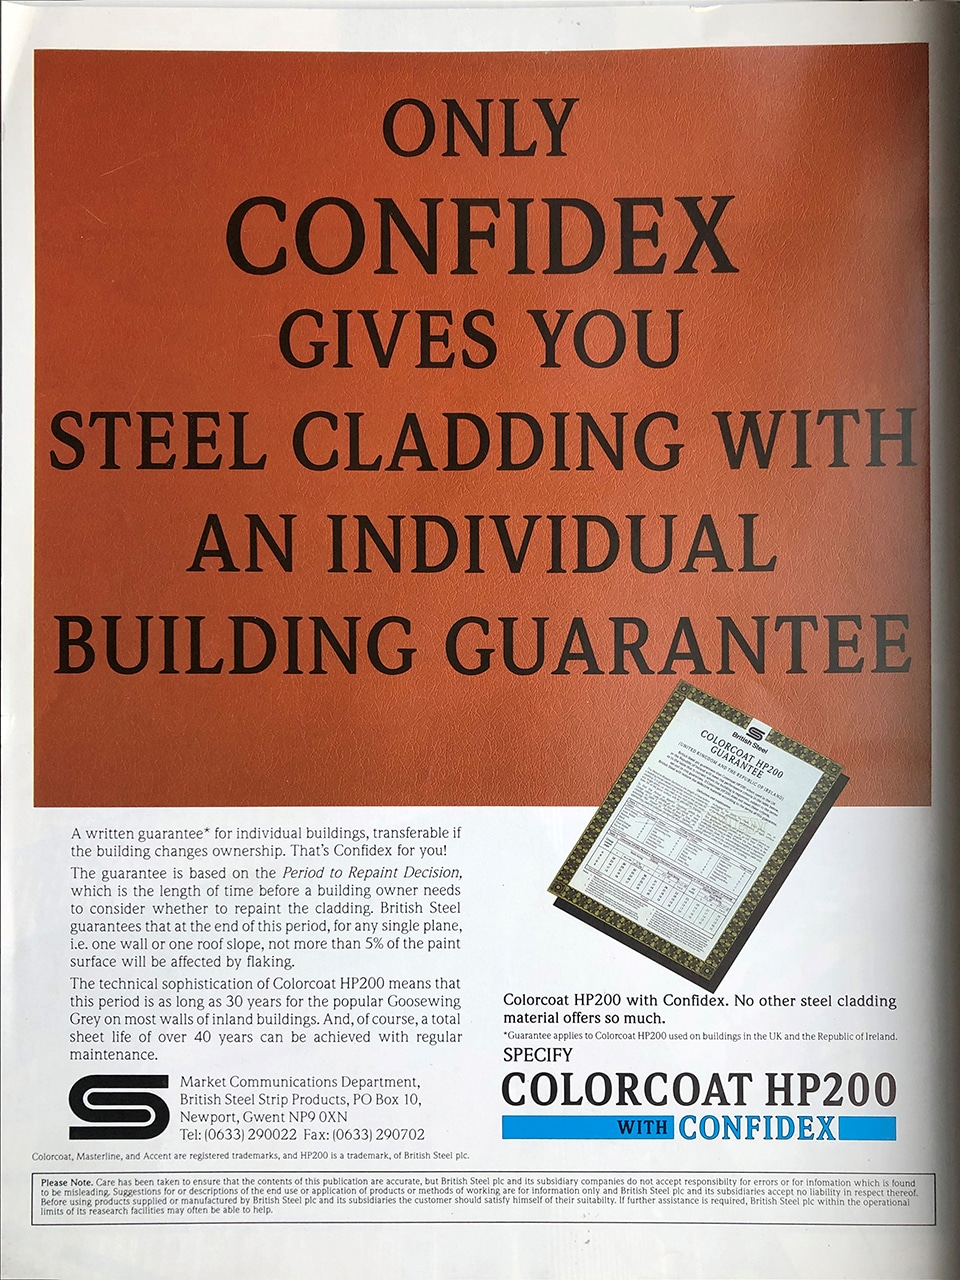 ONLY
CONFIDEX
GIVES YOU
STEEL CLADDING WITH
AN INDIVIDUAL
BUILDING GUARANTEE
British Steel
COLORCOAT HP200
GUARANTEE
(UNITED KINGDOM AND THE REPUBLIC OF IRELAND)
A written guarantee* for individual buildings, transferable if
the building changes ownership. That's Confidex for you!
The guarantee is based on the Period to Repaint Decision,
which is the length of time before a building owner needs
to consider whether to repaint the cladding. British Steel
guarantees that at the end of this period, for any single plane,
i.e. one wall or one roof slope, not more than 5% of the paint
surface will be affected by flaking.
The technical sophistication of Colorcoat HP200 means that
this period is as long as 30 years for the popular Goosewing
Grey on most walls of inland buildings. And, of course, a total
sheet life of over 40 years can be achieved with regular
maintenance.
Market Communications Department,
British Steel Strip Products, PO Box 10,
Newport, Gwent NP9 0XN
Tel: (0633) 290022 Fax: (0633) 290702
Colorcoat HP200 with Confidex. No other steel cladding
material offers so much.
*Guarantee applies to Colorcoat HP200 used on buildings in the UK and the Republic of Ireland.
SPECIFY
COLORCOAT HP200
WITH CONFIDEX
Colorcoat, Masterline, and Accent are registered trademarks, and HP200 is a trademark, of British Steel plc.
Please Note. Care has been taken to ensure that the contents of this publication are accurate, but British Steel plc and its subsidiary companies do not accept responsibilty for errors or for infomation which is found
to be misleading. Suggestions for or descriptions of the end use or application of products or methods of working are for information only and British Steel plc and its subsidiaries accept no liability in respect thereof.
Before using products supplied or manufactured by British Steel plc and its subsidiaries the customer should satisfy himself of their suitabilty. If further assistance is required, British Steel plc within the operational
limits of its reasearch facilities may often be able to help.